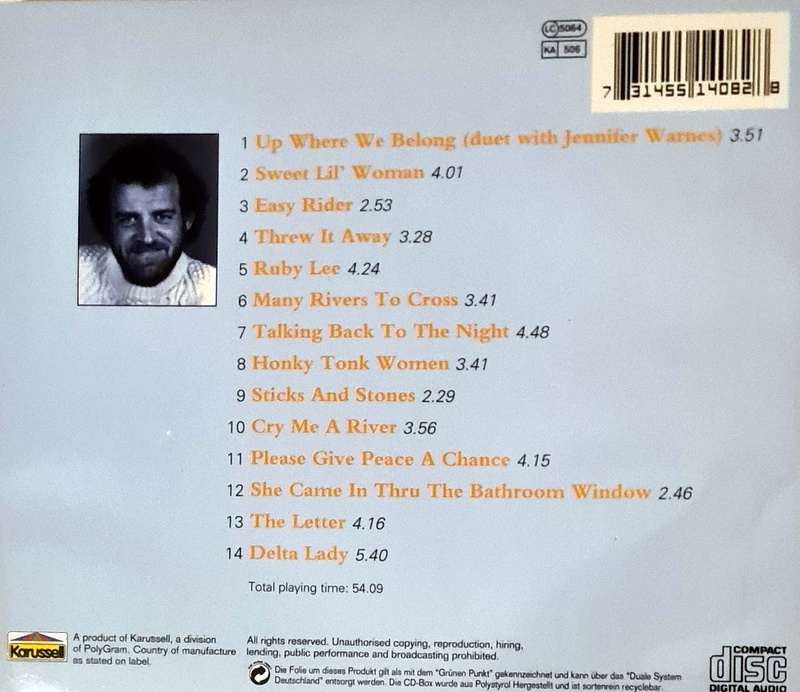 LC 5064
KA 506
7 31455 14082 8
1 Up Where We Belong (duet with Jennifer Warnes) 3.51
2 Sweet Lil' Woman 4.01
3 Easy Rider 2.53
4 Threw It Away 3.28
5 Ruby Lee 4.24
6 Many Rivers To Cross 3.41
7 Talking Back To The Night 4.48
8 Honky Tonk Women 3.41
9 Sticks And Stones 2.29
10 Cry Me A River 3.56
11 Please Give Peace A Chance 4.15
12 She Came In Thru The Bathroom Window 2.46
13 The Letter 4.16
14 Delta Lady 5.40
Total playing time: 54.09
Karussell
A product of Karussell, a division
of PolyGram. Country of manufacture
as stated on label.
All rights reserved. Unauthorised copying, reproduction, hiring,
lending, public performance and broadcasting prohibited.
Die Folie um dieses Produkt gilt als mit dem "Grünen Punkt" gekennzeichnet und kann über das "Duale System
Deutschland" entsorgt werden. Die CD-Box wurde aus Polystyrol Hergestellt und ist sortenrein recyclebar.
COMPACT
disc
DIGITAL AUDIO